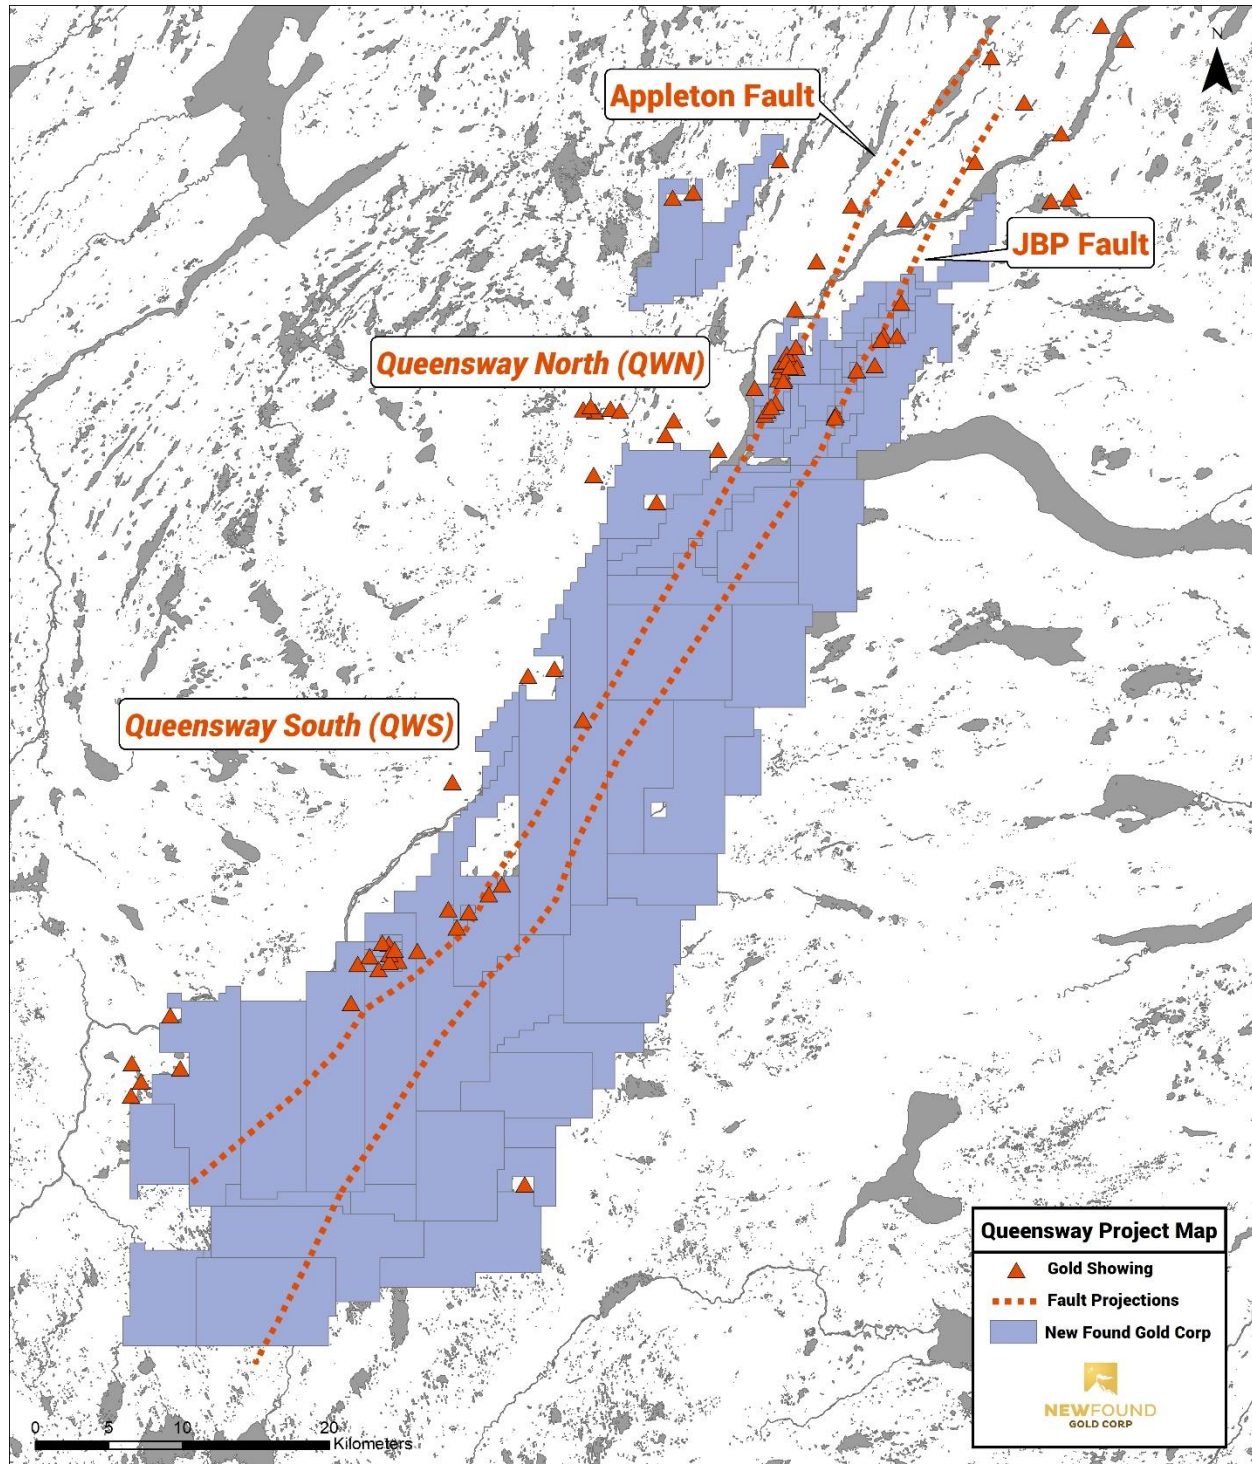 N
Appleton Fault
JBP Fault
Queensway North (QWN)
Queensway South (QWS)
Queensway Project Map
Gold Showing
Fault Projections
New Found Gold Corp
NEWFOUND
GOLD CORP
0 10 20
Kilometers